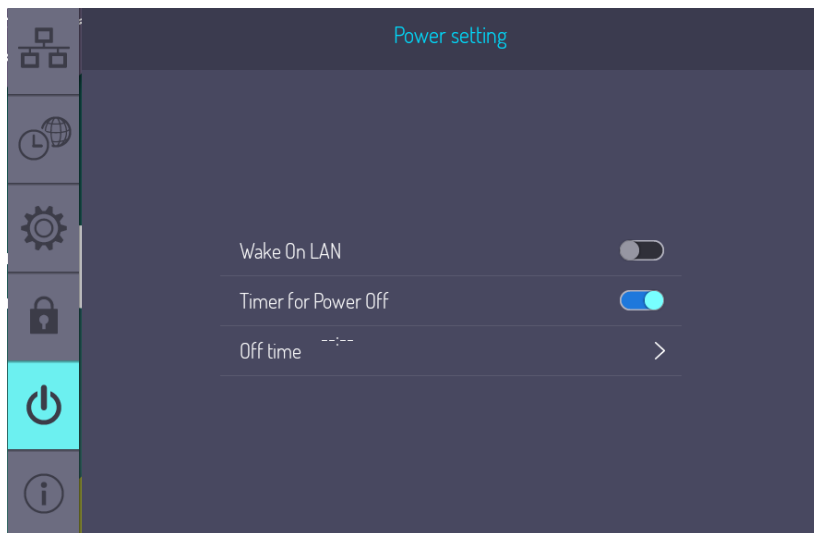 Power setting
Wake On LAN
Timer for Power Off
Off time --:--